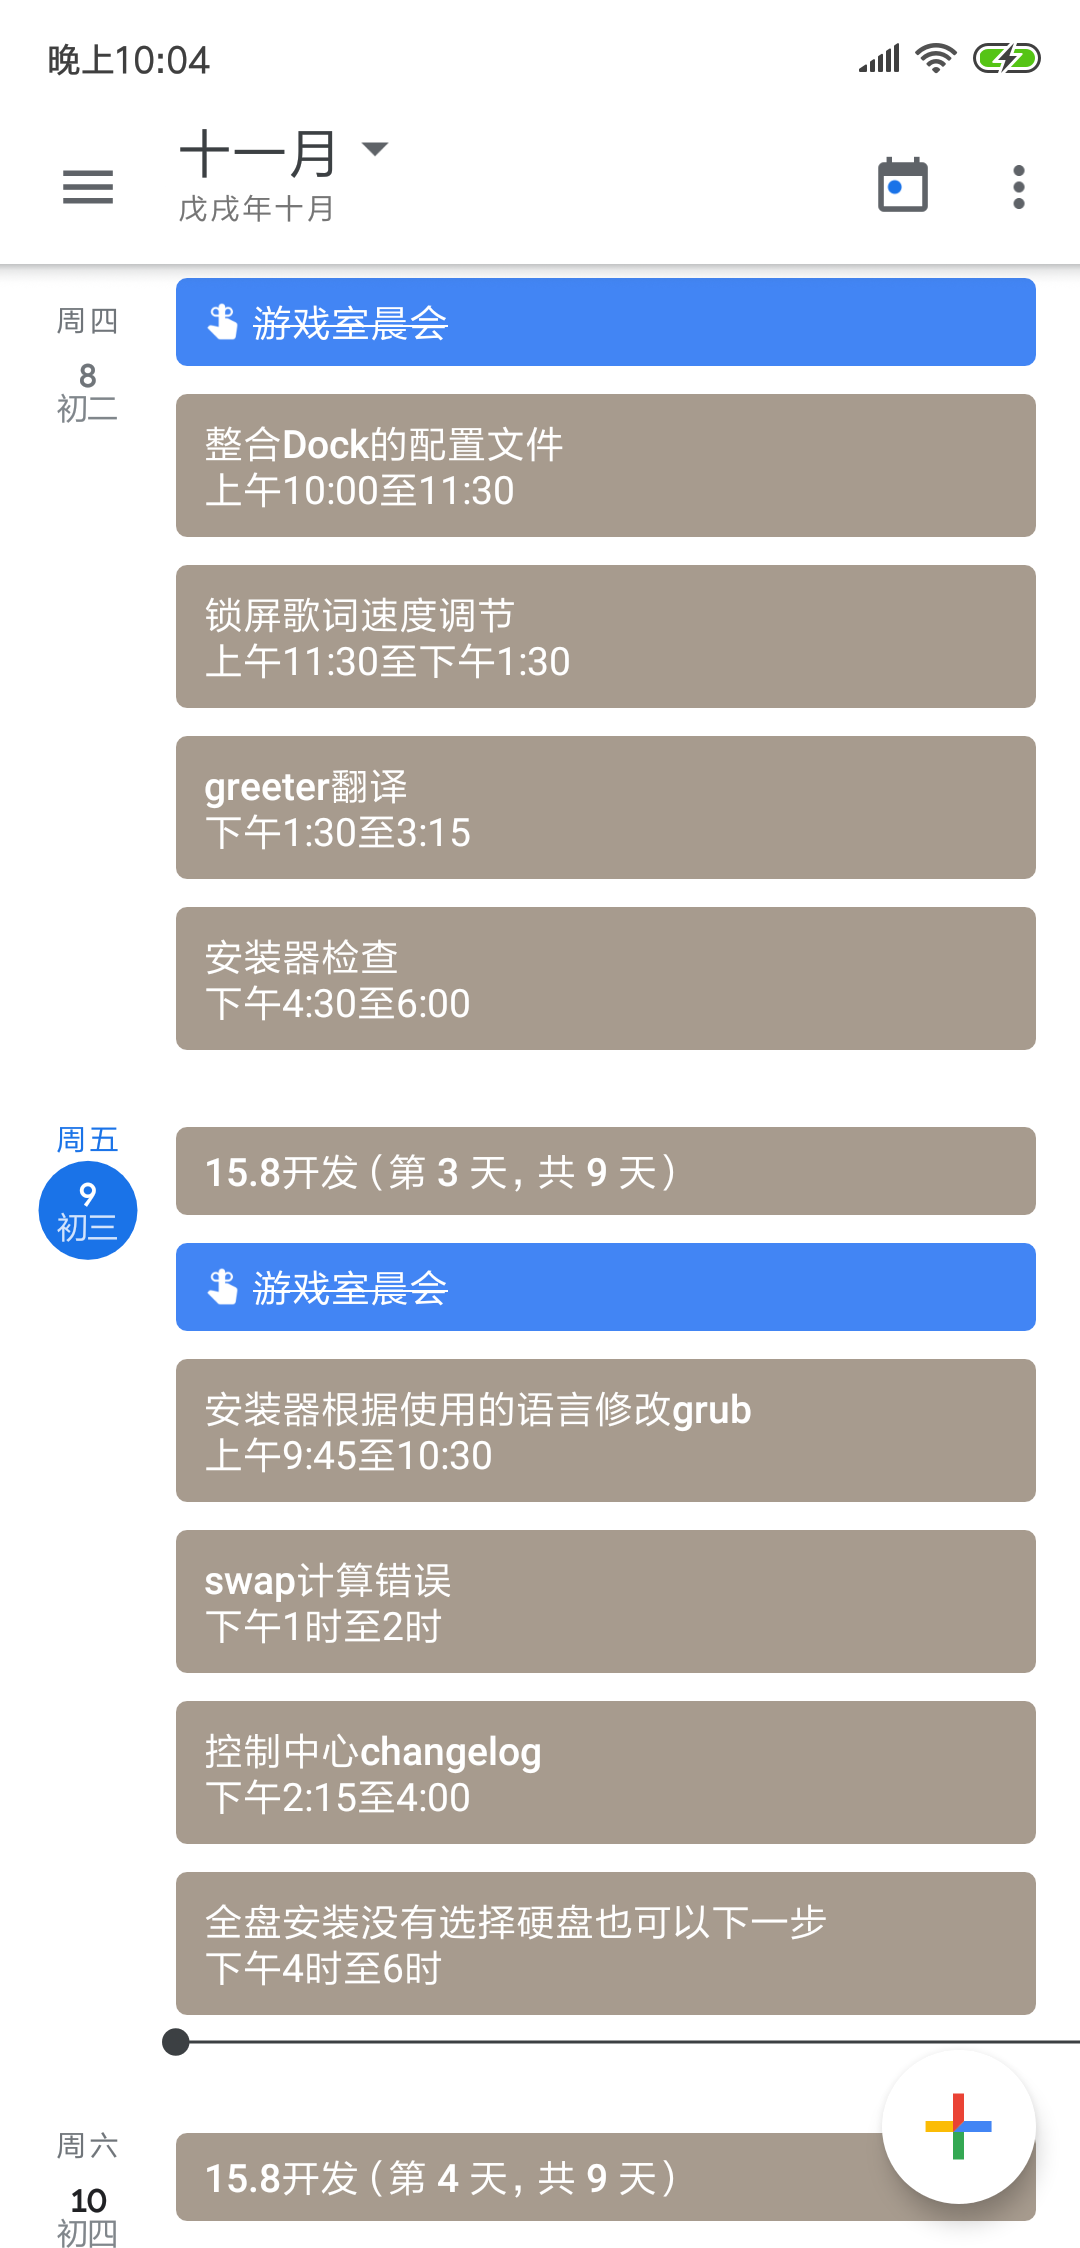 晚上10:04
十一月
戊戌年十月
周四
8
初二
游戏室晨会
整合Dock的配置文件
上午10:00至11:30
锁屏歌词速度调节
上午11:30至下午1:30
greeter翻译
下午1:30至3:15
安装器检查
下午4:30至6:00
周五
9
初三
15.8开发（第 3 天，共 9 天）
游戏室晨会
安装器根据使用的语言修改grub
上午9:45至10:30
swap计算错误
下午1时至2时
控制中心changelog
下午2:15至4:00
全盘安装没有选择硬盘也可以下一步
下午4时至6时
周六
10
初四
15.8开发（第 4 天，共 9 天）